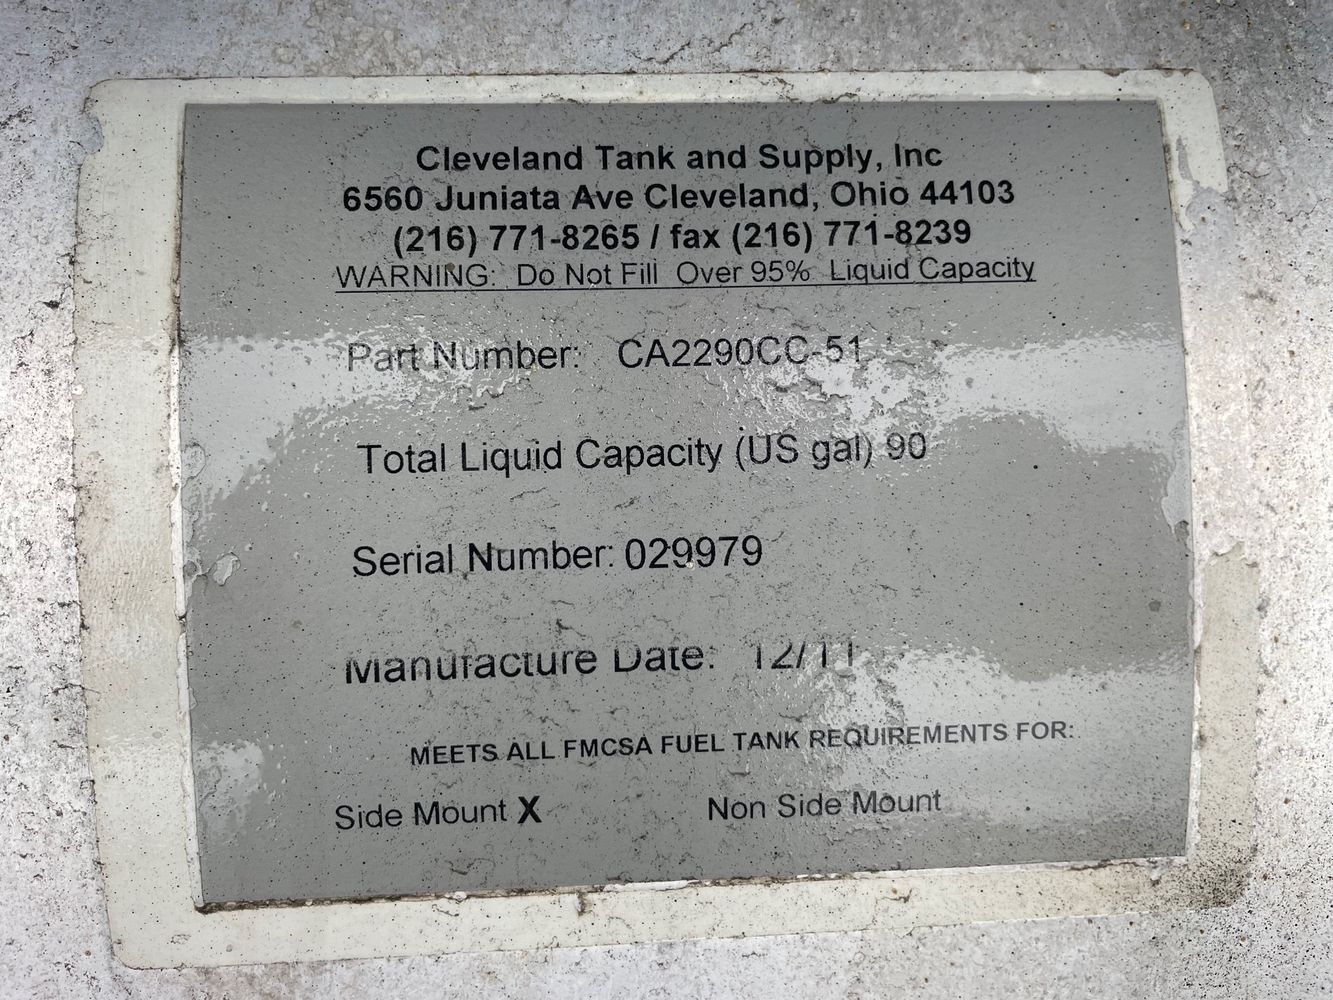 Cleveland Tank and Supply, Inc
6560 Juniata Ave Cleveland, Ohio 44103
(216) 771-8265 / fax (216) 771-8239
WARNING: Do Not Fill Over 95% Liquid Capacity
Part Number: CA2290CC-51
Total Liquid Capacity (US gal) 90
Serial Number: 029979
Manufacture Date: 12/11
MEETS ALL FMCSA FUEL TANK REQUIREMENTS FOR:
Side Mount X Non Side Mount